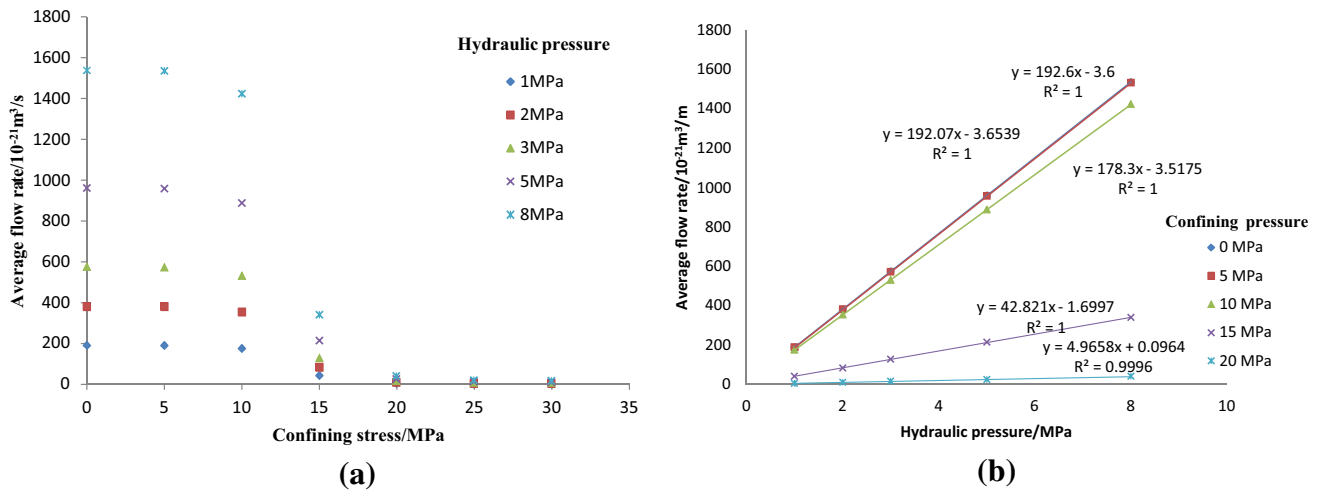 1800
1600
1400
1200
1000
800
600
400
200
0
Average flow rate/10⁻²¹m³/s
0 5 10 15 20 25 30 35
Confining stress/MPa
Hydraulic pressure
1MPa
2MPa
3MPa
5MPa
8MPa
(a)
1800
1600
1400
1200
1000
800
600
400
200
0
Average flow rate/10⁻²¹m³/m
0 2 4 6 8 10
Hydraulic pressure/MPa
y = 192.6x - 3.6
R² = 1
y = 192.07x - 3.6539
R² = 1
y = 178.3x - 3.5175
R² = 1
y = 42.821x - 1.6997
R² = 1
y = 4.9658x + 0.0964
R² = 0.9996
Confining pressure
0 MPa
5 MPa
10 MPa
15 MPa
20 MPa
(b)